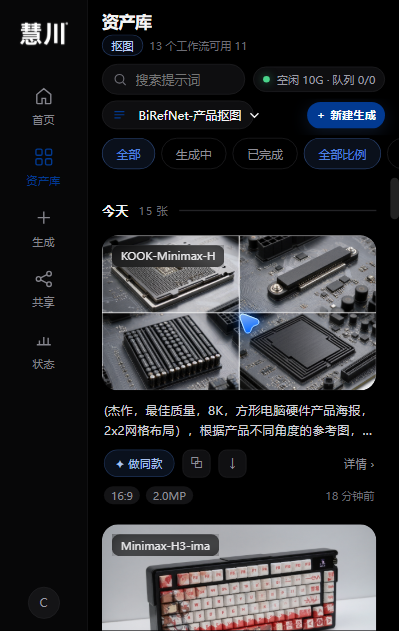 慧川
首页
资产库
生成
共享
状态
C
资产库
抠图 13 个工作流可用 11
搜索提示词
空闲 10G · 队列 0/0
BiRefNet-产品抠图
+ 新建生成
全部 生成中 已完成 全部比例
今天 15 张
KOOK-Minimax-H
(杰作，最佳质量，8K，方形电脑硬件产品海报，
2x2网格布局），根据产品不同角度的参考图，...
做同款
详情 ›
16:9 2.0MP 18 分钟前
Minimax-H3-ima